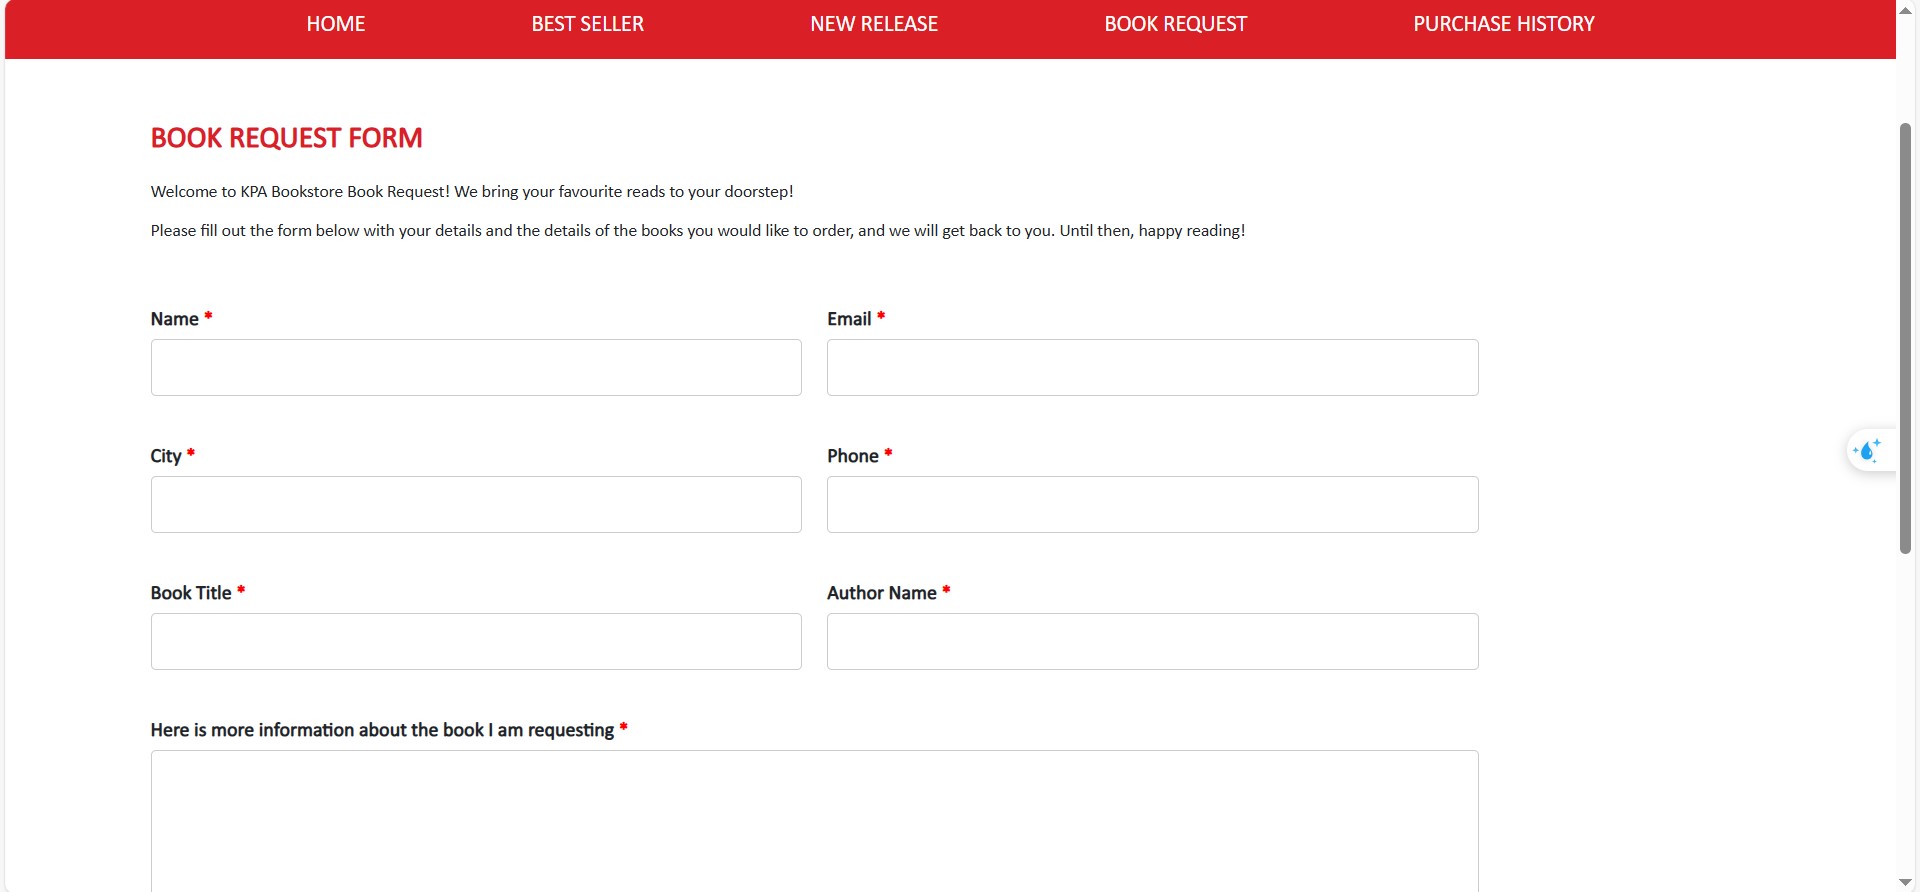 HOME BEST SELLER NEW RELEASE BOOK REQUEST PURCHASE HISTORY
BOOK REQUEST FORM
Welcome to KPA Bookstore Book Request! We bring your favourite reads to your doorstep!
Please fill out the form below with your details and the details of the books you would like to order, and we will get back to you. Until then, happy reading!
Name * Email *
City * Phone *
Book Title * Author Name *
Here is more information about the book I am requesting *